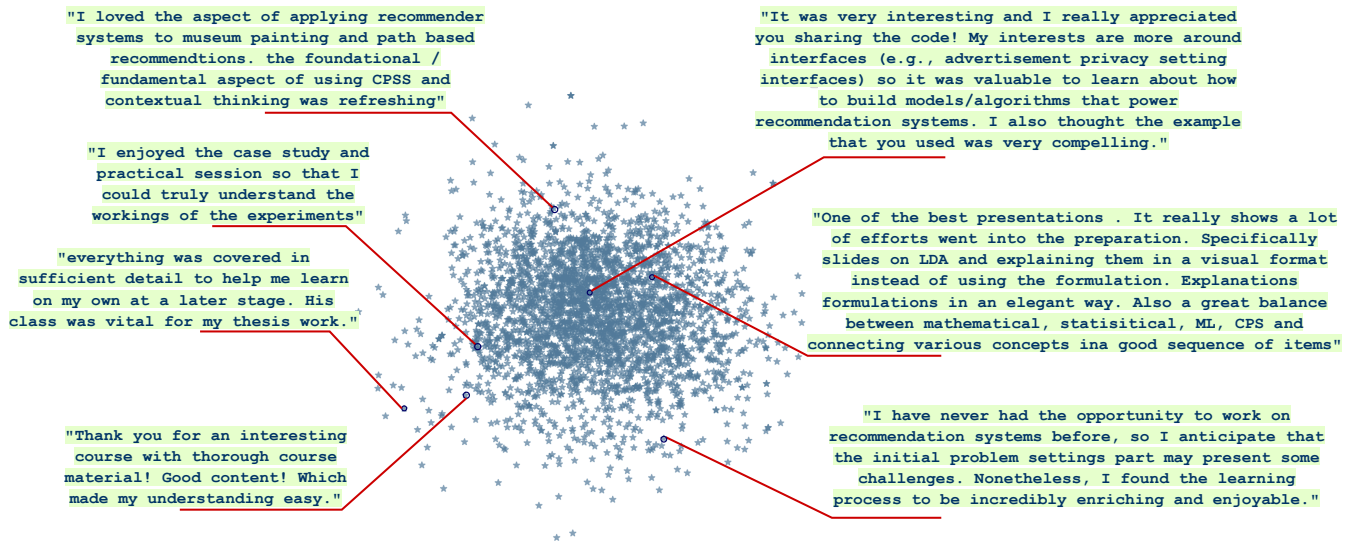 "I loved the aspect of applying recommender
systems to museum painting and path based
recommendtions. the foundational /
fundamental aspect of using CPSS and
contextual thinking was refreshing"
"I enjoyed the case study and
practical session so that I
could truly understand the
workings of the experiments"
"everything was covered in
sufficient detail to help me learn
on my own at a later stage. His
class was vital for my thesis work."
"Thank you for an interesting
course with thorough course
material! Good content! Which
made my understanding easy."
"It was very interesting and I really appreciated
you sharing the code! My interests are more around
interfaces (e.g., advertisement privacy setting
interfaces) so it was valuable to learn about how
to build models/algorithms that power
recommendation systems. I also thought the example
that you used was very compelling."
"One of the best presentations . It really shows a lot
of efforts went into the preparation. Specifically
slides on LDA and explaining them in a visual format
instead of using the formulation. Explanations
formulations in an elegant way. Also a great balance
between mathematical, statisitical, ML, CPS and
connecting various concepts ina good sequence of items"
"I have never had the opportunity to work on
recommendation systems before, so I anticipate that
the initial problem settings part may present some
challenges. Nonetheless, I found the learning
process to be incredibly enriching and enjoyable."